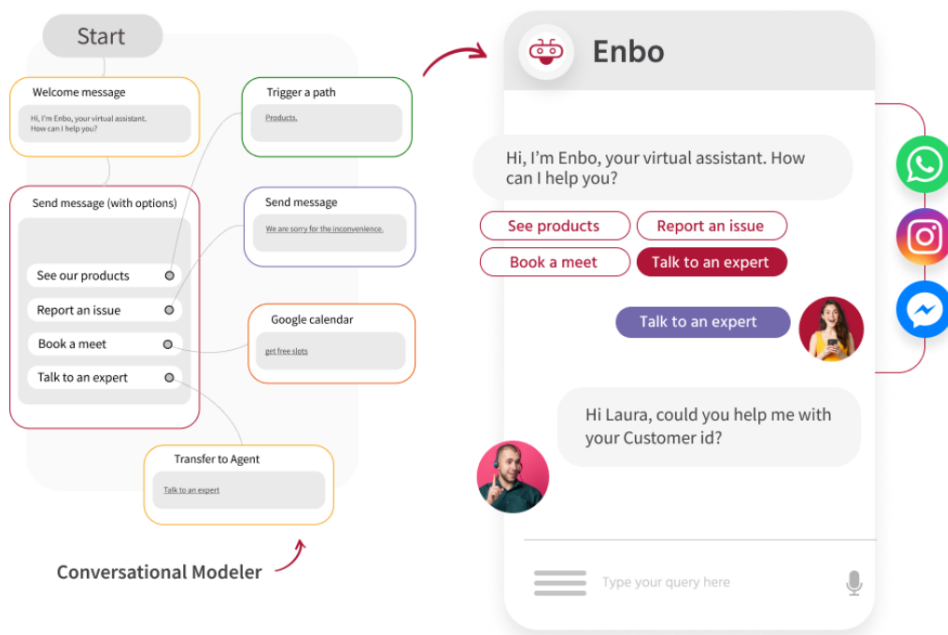 Start
Welcome message
Hi, I'm Enbo, your virtual assistant.
How can I help you?
Send message (with options)
See our products
Report an issue
Book a meet
Talk to an expert
Trigger a path
Products.
Send message
We are sorry for the inconvenience.
Google calendar
get free slots
Transfer to Agent
Talk to an expert
Conversational Modeler
Enbo
Hi, I'm Enbo, your virtual assistant. How
can I help you?
See products
Report an issue
Book a meet
Talk to an expert
Talk to an expert
Hi Laura, could you help me with
your Customer id?
Type your query here